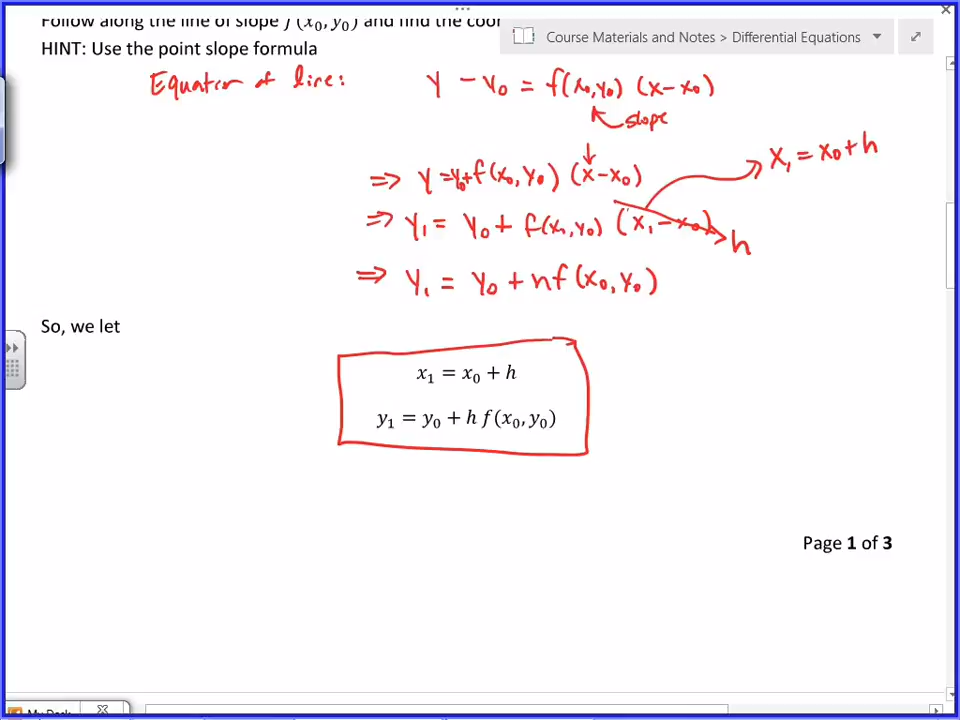 Follow along the line of slope f (x₀, y₀) and find the coor
Course Materials and Notes > Differential Equations
HINT: Use the point slope formula
Equation of line: y − y₀ = f(x₀, y₀) (x − x₀)
slope
x₁ = x₀ + h
⇒ y = y₀ + f(x₀, y₀) (x − x₀)
⇒ y₁ = y₀ + f(x₀, y₀) (x₁ − x₀) h
⇒ y₁ = y₀ + h f(x₀, y₀)
So, we let
x₁ = x₀ + h
y₁ = y₀ + h f(x₀, y₀)
Page 1 of 3
My Desk